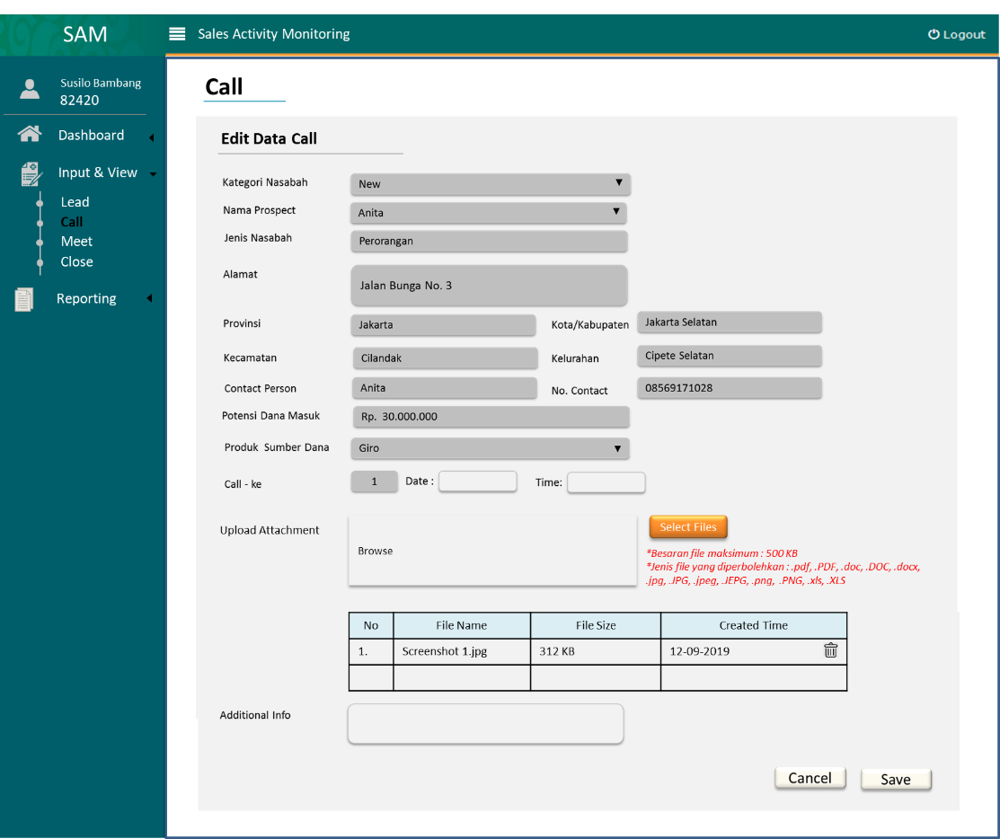 SAM
Sales Activity Monitoring
Logout
Susilo Bambang
82420
Dashboard
Input & View
Lead
Call
Meet
Close
Reporting
Call
Edit Data Call
Kategori Nasabah New
Nama Prospect Anita
Jenis Nasabah Perorangan
Alamat Jalan Bunga No. 3
Provinsi Jakarta Kota/Kabupaten Jakarta Selatan
Kecamatan Cilandak Kelurahan Cipete Selatan
Contact Person Anita No. Contact 08569171028
Potensi Dana Masuk Rp. 30.000.000
Produk Sumber Dana Giro
Call - ke 1 Date : Time:
Upload Attachment Browse Select Files
*Besaran file maksimum : 500 KB
*Jenis file yang diperbolehkan : .pdf, .PDF, .doc, .DOC, .docx,
.jpg, .JPG, .jpeg, .JEPG, .png, .PNG, .xls, .XLS
No File Name File Size Created Time
1. Screenshot 1.jpg 312 KB 12-09-2019
Additional Info
Cancel Save